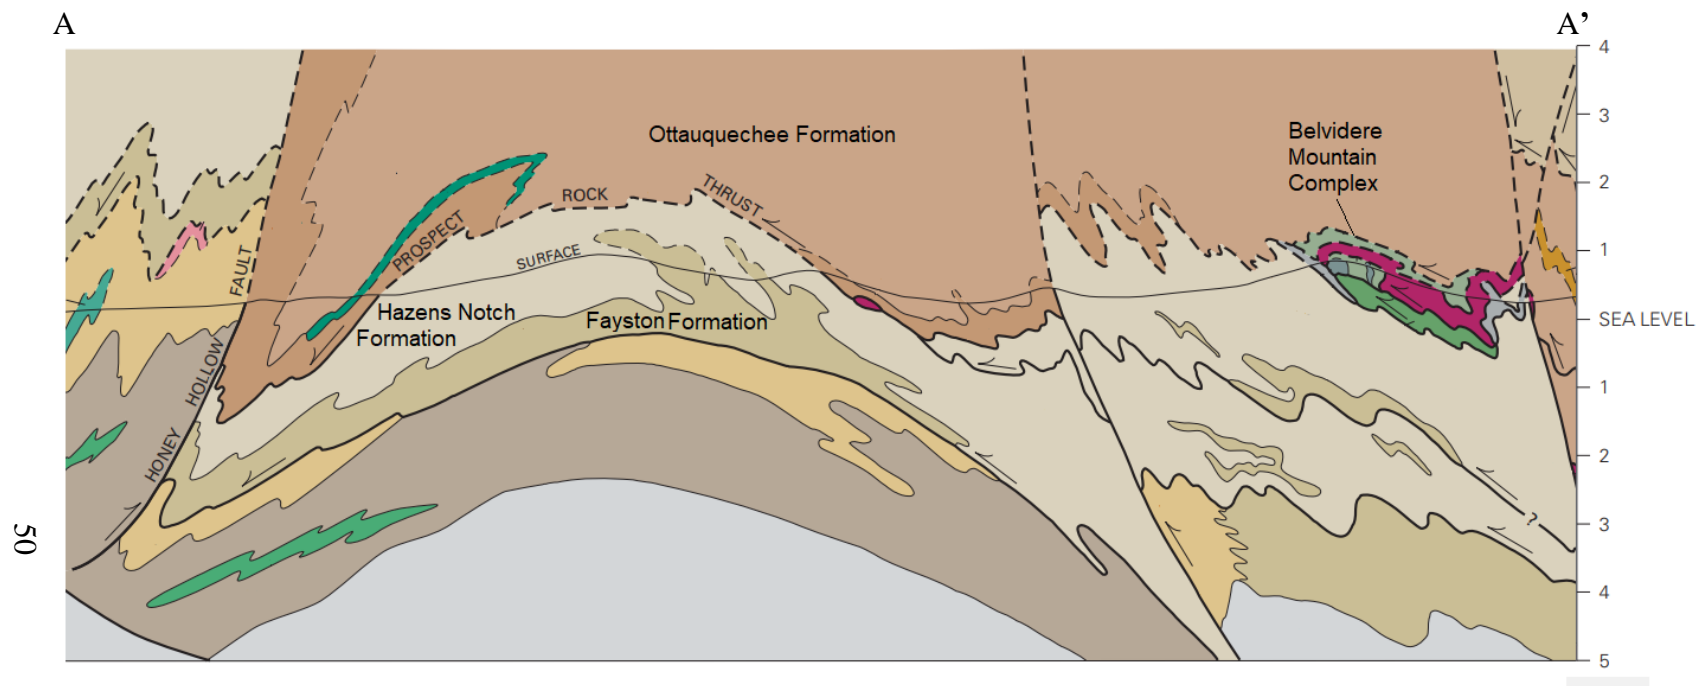 A
A’
4
3
2
1
SEA LEVEL
1
2
3
4
5
Ottauquechee Formation
Belvidere
Mountain
Complex
PROSPECT ROCK THRUST
SURFACE
HONEY HOLLOW FAULT
Hazens Notch
Formation
Fayston Formation
?
50